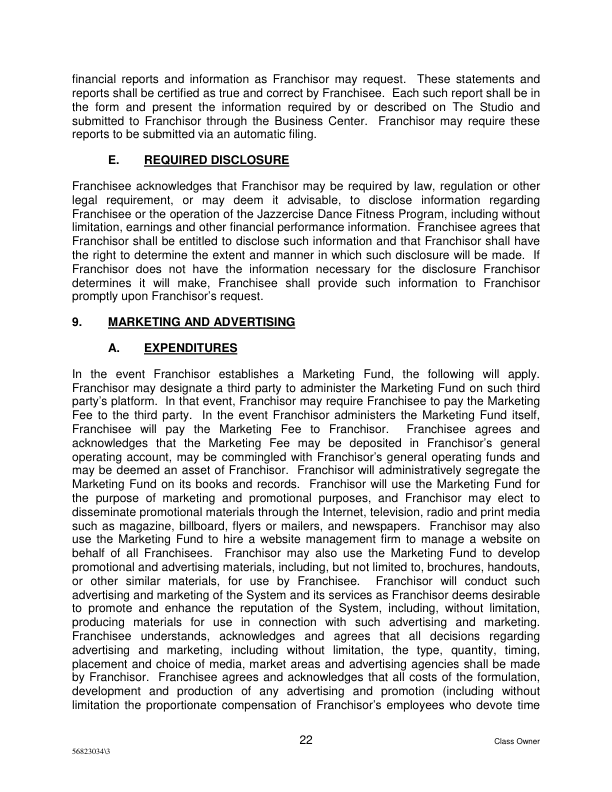 financial reports and information as Franchisor may request. These statements and
reports shall be certified as true and correct by Franchisee. Each such report shall be in
the form and present the information required by or described on The Studio and
submitted to Franchisor through the Business Center. Franchisor may require these
reports to be submitted via an automatic filing.
E. REQUIRED DISCLOSURE
Franchisee acknowledges that Franchisor may be required by law, regulation or other
legal requirement, or may deem it advisable, to disclose information regarding
Franchisee or the operation of the Jazzercise Dance Fitness Program, including without
limitation, earnings and other financial performance information. Franchisee agrees that
Franchisor shall be entitled to disclose such information and that Franchisor shall have
the right to determine the extent and manner in which such disclosure will be made. If
Franchisor does not have the information necessary for the disclosure Franchisor
determines it will make, Franchisee shall provide such information to Franchisor
promptly upon Franchisor's request.
9. MARKETING AND ADVERTISING
A. EXPENDITURES
In the event Franchisor establishes a Marketing Fund, the following will apply.
Franchisor may designate a third party to administer the Marketing Fund on such third
party's platform. In that event, Franchisor may require Franchisee to pay the Marketing
Fee to the third party. In the event Franchisor administers the Marketing Fund itself,
Franchisee will pay the Marketing Fee to Franchisor. Franchisee agrees and
acknowledges that the Marketing Fee may be deposited in Franchisor's general
operating account, may be commingled with Franchisor's general operating funds and
may be deemed an asset of Franchisor. Franchisor will administratively segregate the
Marketing Fund on its books and records. Franchisor will use the Marketing Fund for
the purpose of marketing and promotional purposes, and Franchisor may elect to
disseminate promotional materials through the Internet, television, radio and print media
such as magazine, billboard, flyers or mailers, and newspapers. Franchisor may also
use the Marketing Fund to hire a website management firm to manage a website on
behalf of all Franchisees. Franchisor may also use the Marketing Fund to develop
promotional and advertising materials, including, but not limited to, brochures, handouts,
or other similar materials, for use by Franchisee. Franchisor will conduct such
advertising and marketing of the System and its services as Franchisor deems desirable
to promote and enhance the reputation of the System, including, without limitation,
producing materials for use in connection with such advertising and marketing.
Franchisee understands, acknowledges and agrees that all decisions regarding
advertising and marketing, including without limitation, the type, quantity, timing,
placement and choice of media, market areas and advertising agencies shall be made
by Franchisor. Franchisee agrees and acknowledges that all costs of the formulation,
development and production of any advertising and promotion (including without
limitation the proportionate compensation of Franchisor's employees who devote time
22
Class Owner
56823034\3